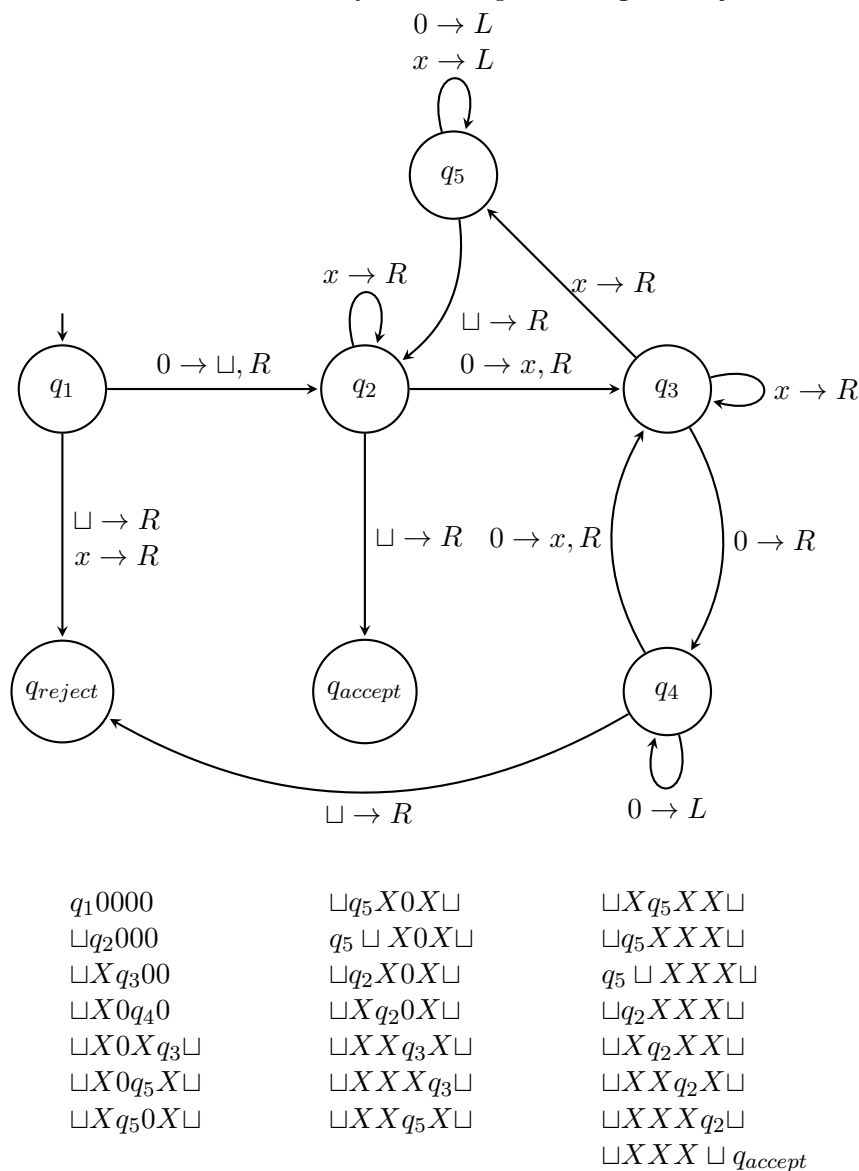 0 → L
x → L
q5
x → R
x → R
⊔ → R
0 → ⊔, R
0 → x, R
q1
q2
q3
x → R
⊔ → R
x → R
⊔ → R
0 → x, R
0 → R
qreject
qaccept
q4
⊔ → R
0 → L
q10000
⊔q2000
⊔Xq300
⊔X0q40
⊔X0Xq3⊔
⊔X0q5X⊔
⊔Xq50X⊔
⊔q5X0X⊔
q5 ⊔ X0X⊔
⊔q2X0X⊔
⊔Xq20X⊔
⊔XXq3X⊔
⊔XXXq3⊔
⊔XXq5X⊔
⊔Xq5XX⊔
⊔q5XXX⊔
q5 ⊔ XXX⊔
⊔q2XXX⊔
⊔Xq2XX⊔
⊔XXq2X⊔
⊔XXXq2⊔
⊔XXX ⊔ qaccept